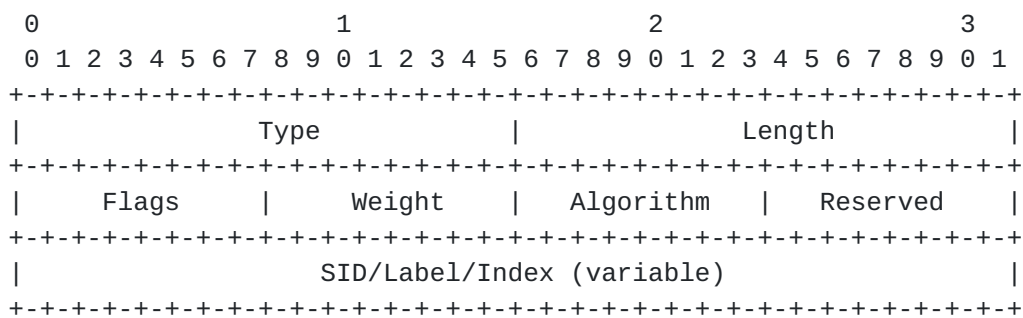 0                   1                   2                   3
 0 1 2 3 4 5 6 7 8 9 0 1 2 3 4 5 6 7 8 9 0 1 2 3 4 5 6 7 8 9 0 1
+-+-+-+-+-+-+-+-+-+-+-+-+-+-+-+-+-+-+-+-+-+-+-+-+-+-+-+-+-+-+-+-+
|               Type            |              Length           |
+-+-+-+-+-+-+-+-+-+-+-+-+-+-+-+-+-+-+-+-+-+-+-+-+-+-+-+-+-+-+-+-+
|     Flags     |     Weight    |   Algorithm   |   Reserved    |
+-+-+-+-+-+-+-+-+-+-+-+-+-+-+-+-+-+-+-+-+-+-+-+-+-+-+-+-+-+-+-+-+
|                   SID/Label/Index (variable)                  |
+-+-+-+-+-+-+-+-+-+-+-+-+-+-+-+-+-+-+-+-+-+-+-+-+-+-+-+-+-+-+-+-+